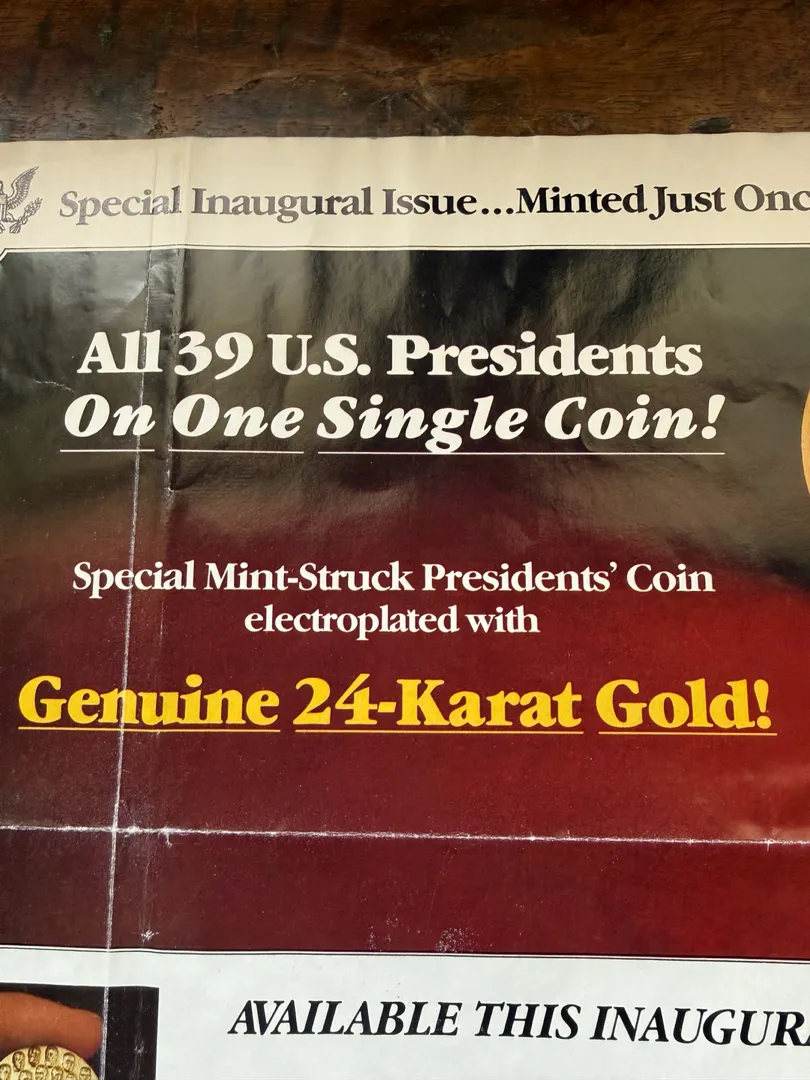 Special Inaugural Issue...Minted Just Onc
All 39 U.S. Presidents
On One Single Coin!
Special Mint-Struck Presidents' Coin
electroplated with
Genuine 24-Karat Gold!
AVAILABLE THIS INAUGUR